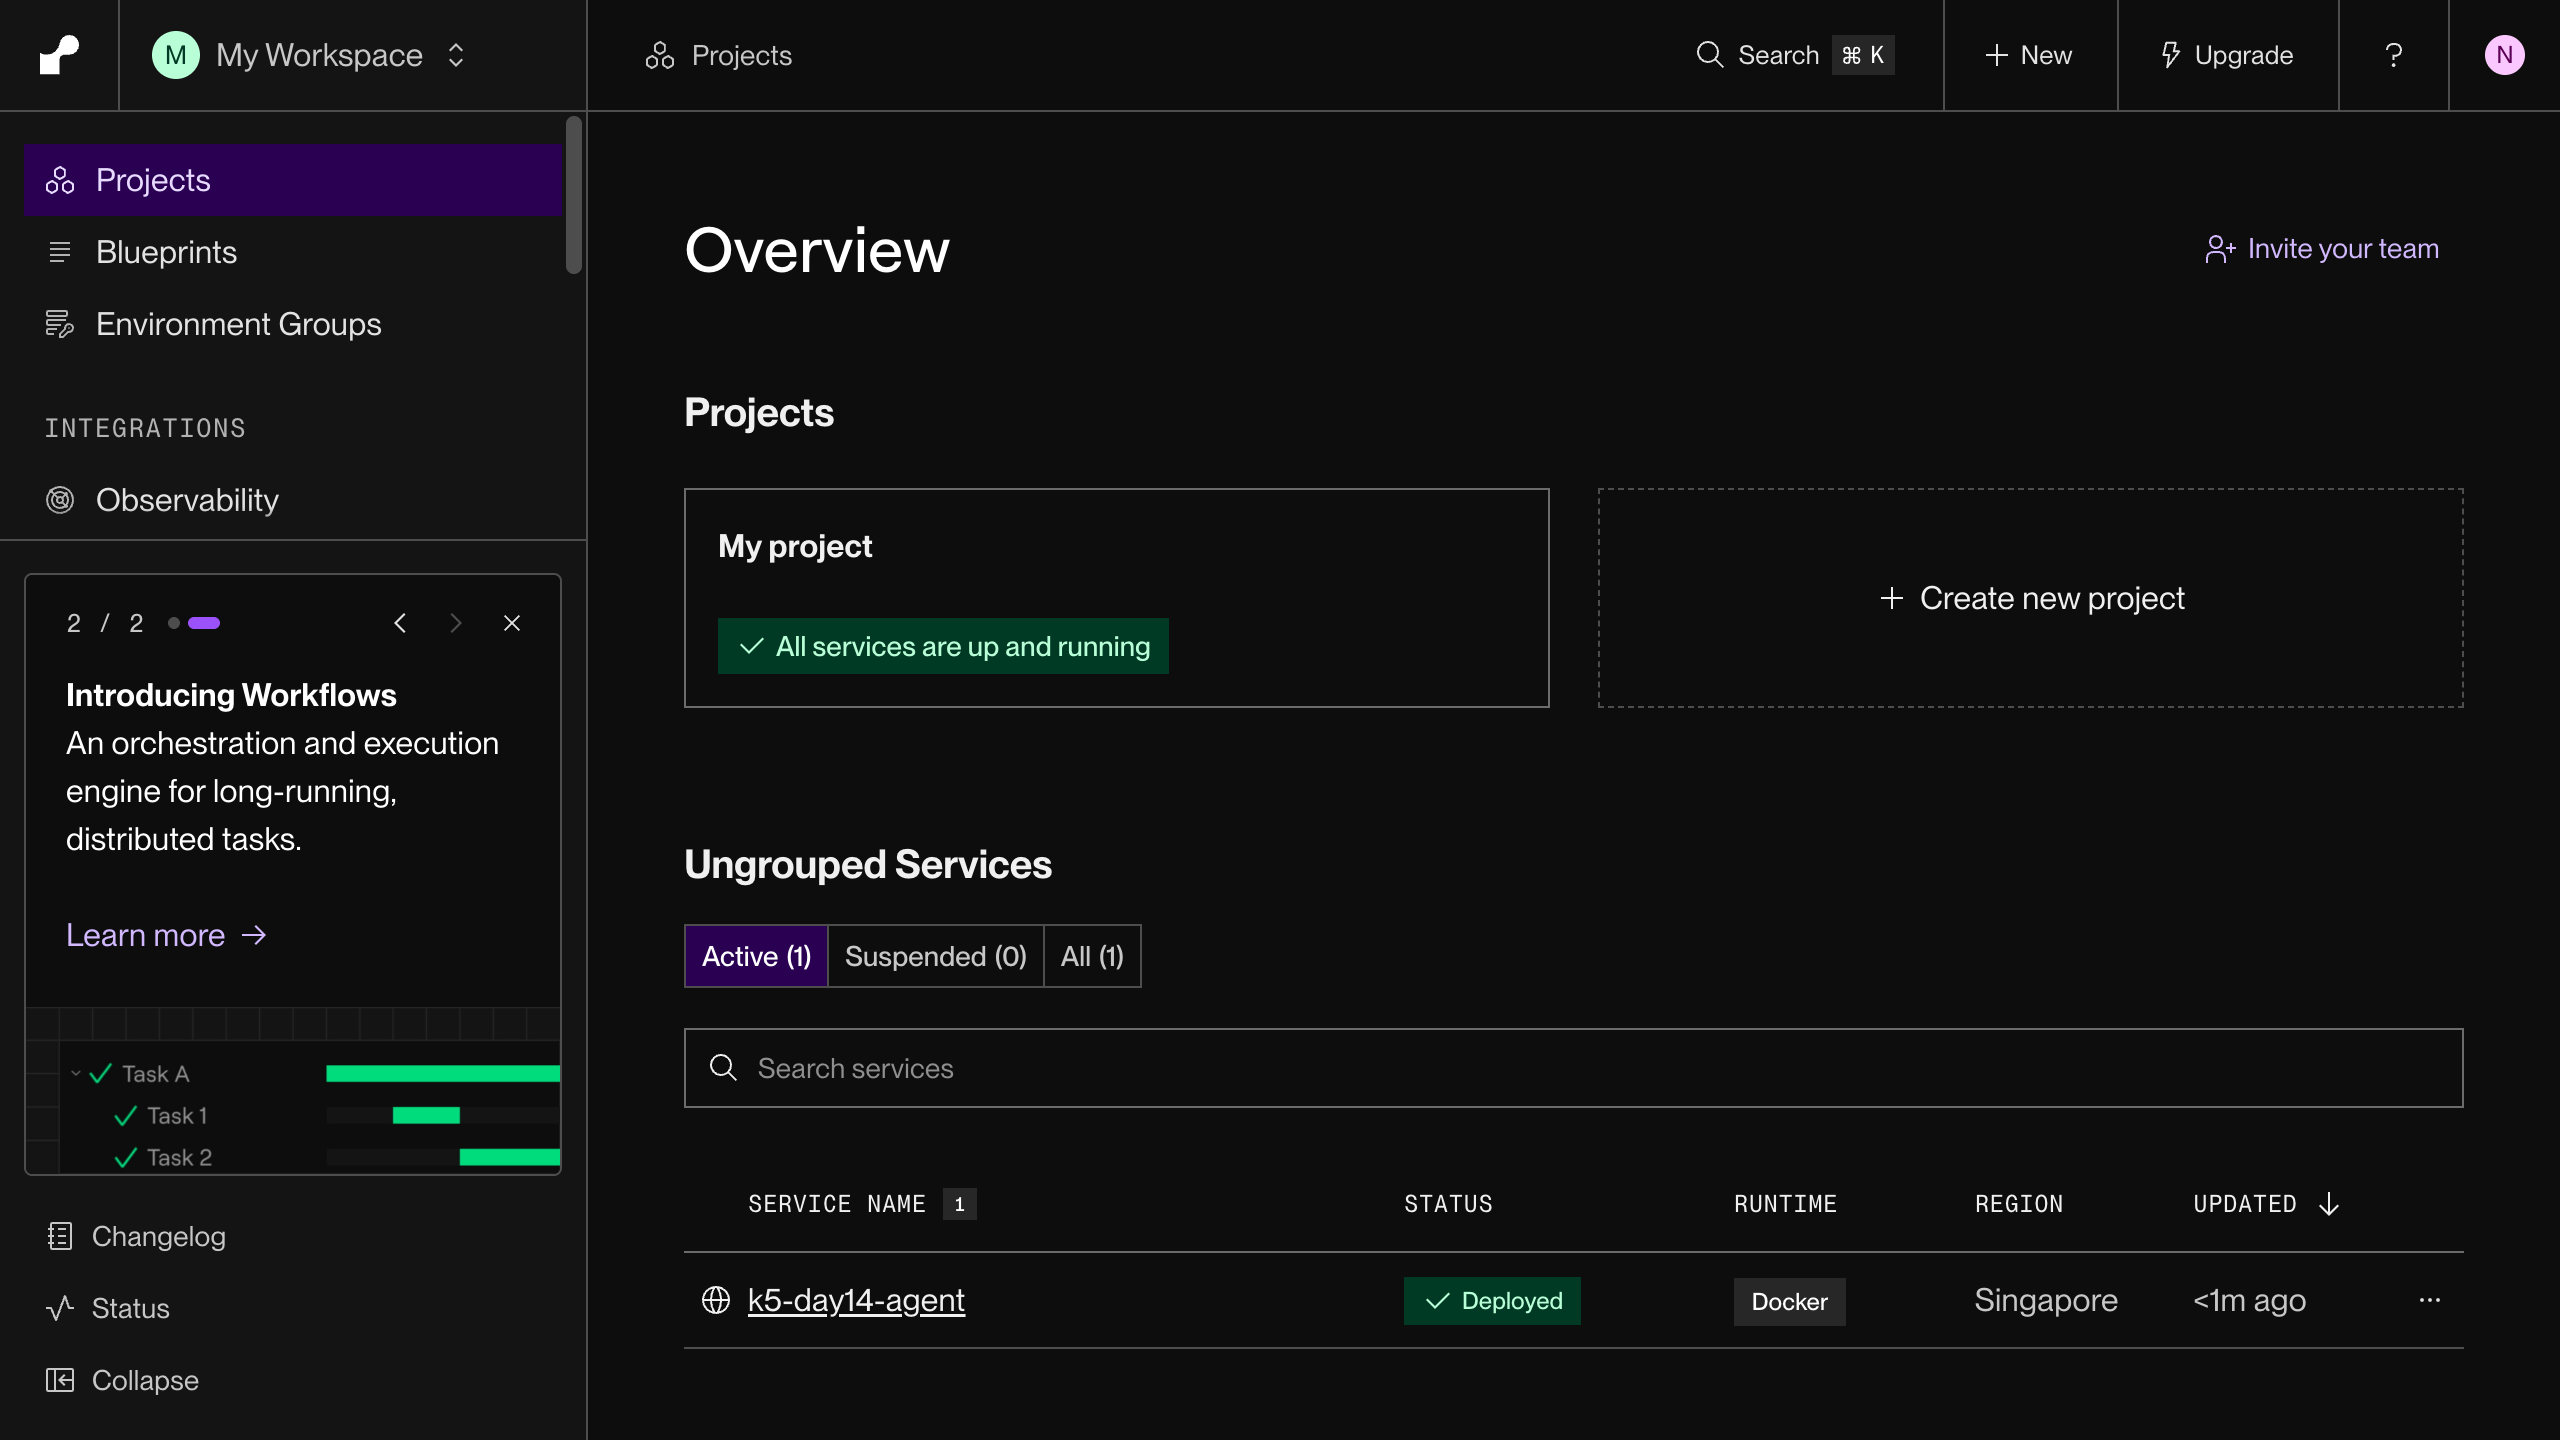 M My Workspace
Projects
Search ⌘ K
+ New
Upgrade
?
N
Projects
Blueprints
Environment Groups
INTEGRATIONS
Observability
2 / 2
Introducing Workflows
An orchestration and execution
engine for long-running,
distributed tasks.
Learn more →
Task A
Task 1
Task 2
Changelog
Status
Collapse
Overview
Invite your team
Projects
My project
All services are up and running
+ Create new project
Ungrouped Services
Active (1) Suspended (0) All (1)
Search services
SERVICE NAME 1 STATUS RUNTIME REGION UPDATED ↓
k5-day14-agent Deployed Docker Singapore <1m ago ...